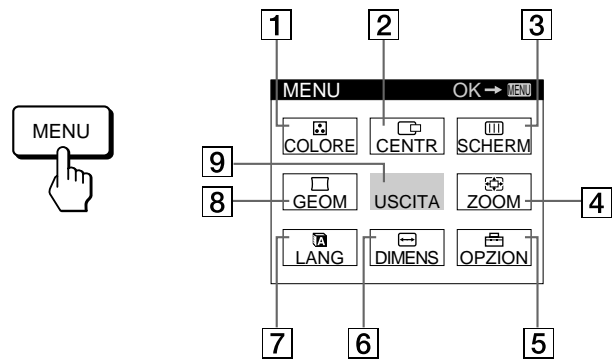 1 2 3
MENU
MENU OK → MENU
COLORE CENTR SCHERM
9
8 GEOM USCITA ZOOM 4
LANG DIMENS OPZION
7 6 5